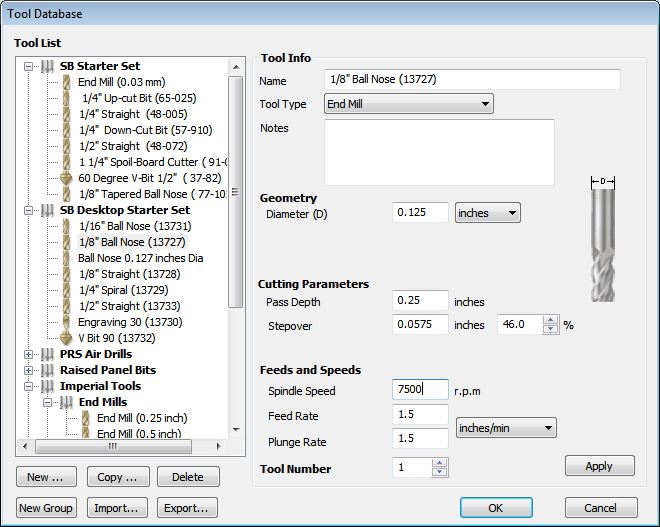 Tool Database
Tool List
SB Starter Set
End Mill (0.03 mm)
1/4" Up-cut Bit (65-025)
1/4" Straight (48-005)
1/4" Down-Cut Bit (57-910)
1/2" Straight (48-072)
1 1/4" Spoil-Board Cutter ( 91-0
60 Degree V-Bit 1/2" ( 37-82)
1/8" Tapered Ball Nose ( 77-10
SB Desktop Starter Set
1/16" Ball Nose (13731)
1/8" Ball Nose (13727)
Ball Nose 0.127 inches Dia
1/8" Straight (13728)
1/4" Spiral (13729)
1/2" Straight (13733)
Engraving 30 (13730)
V Bit 90 (13732)
PRS Air Drills
Raised Panel Bits
Imperial Tools
End Mills
End Mill (0.25 inch)
End Mill (0.5 inch)
New ...
Copy ...
Delete
New Group
Import...
Export...
Tool Info
Name 1/8" Ball Nose (13727)
Tool Type End Mill
Notes
Geometry
Diameter (D) 0.125 inches
D
Cutting Parameters
Pass Depth 0.25 inches
Stepover 0.0575 inches 46.0 %
Feeds and Speeds
Spindle Speed 7500 r.p.m
Feed Rate 1.5
inches/min
Plunge Rate 1.5
Tool Number 1
Apply
OK
Cancel